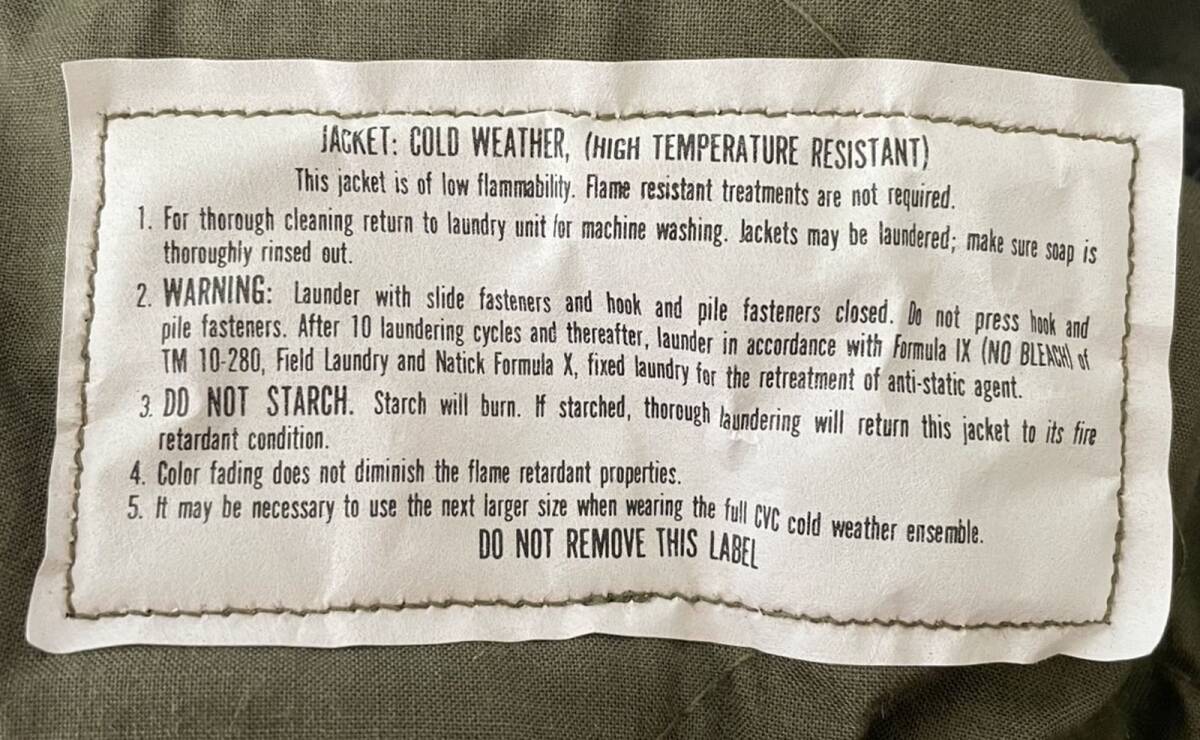 JACKET: COLD WEATHER, (HIGH TEMPERATURE RESISTANT)
This jacket is of low flammability. Flame resistant treatments are not required.
1. For thorough cleaning return to laundry unit for machine washing. Jackets may be laundered; make sure soap is
thoroughly rinsed out.
2. WARNING: Launder with slide fasteners and hook and pile fasteners closed. Do not press hook and
pile fasteners. After 10 laundering cycles and thereafter, launder in accordance with Formula IX (NO BLEACH) of
TM 10-280, Field Laundry and Natick Formula X, fixed laundry for the retreatment of anti-static agent.
3. DO NOT STARCH. Starch will burn. If starched, thorough laundering will return this jacket to its fire
retardant condition.
4. Color fading does not diminish the flame retardant properties.
5. It may be necessary to use the next larger size when wearing the full CVC cold weather ensemble.
DO NOT REMOVE THIS LABEL